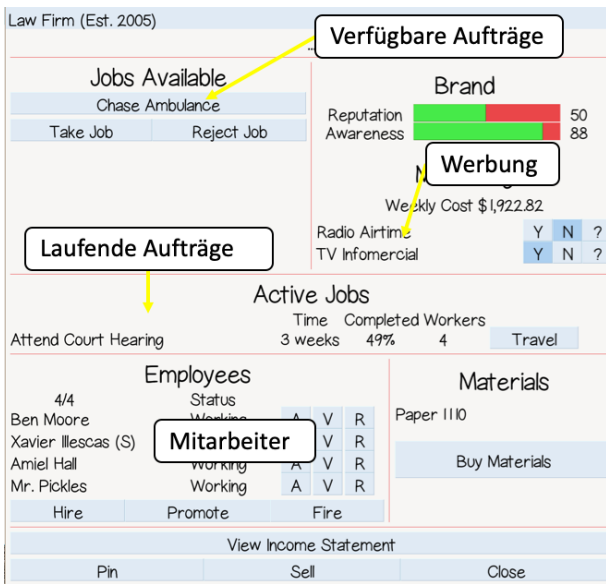 Law Firm (Est. 2005)
Verfügbare Aufträge
Jobs Available
Chase Ambulance
Take Job Reject Job
Brand
Reputation 50
Awareness 88
Werbung
Weekly Cost $1,922.82
Radio Airtime Y N ?
TV Infomercial Y N ?
Laufende Aufträge
Active Jobs
Time Completed Workers
Attend Court Hearing 3 weeks 49% 4 Travel
Employees
4/4 Status
Ben Moore Working A V R
Xavier Illescas (S) V R
Amiel Hall Working A V R
Mr. Pickles Working A V R
Mitarbeiter
Hire Promote Fire
Materials
Paper 1110
Buy Materials
View Income Statement
Pin Sell Close